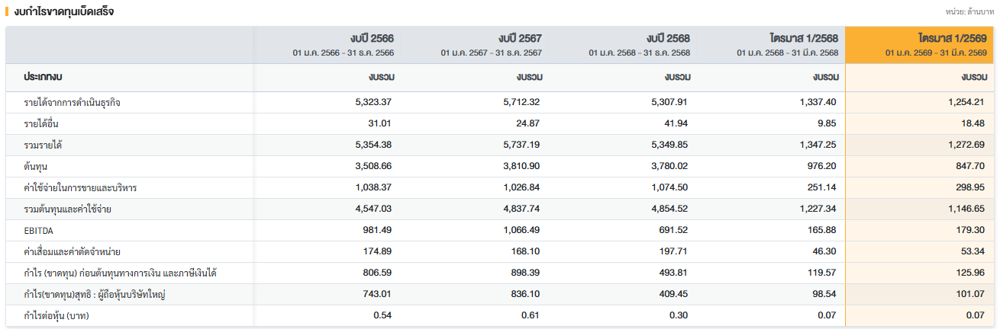 งบกำไรขาดทุนเบ็ดเสร็จ หน่วย: ล้านบาท
งบปี 2566 งบปี 2567 งบปี 2568 ไตรมาส 1/2568 ไตรมาส 1/2569
01 ม.ค. 2566 - 31 ธ.ค. 2566 01 ม.ค. 2567 - 31 ธ.ค. 2567 01 ม.ค. 2568 - 31 ธ.ค. 2568 01 ม.ค. 2568 - 31 มี.ค. 2568 01 ม.ค. 2569 - 31 มี.ค. 2569
ประเภทงบ งบรวม งบรวม งบรวม งบรวม งบรวม
รายได้จากการดำเนินธุรกิจ 5,323.37 5,712.32 5,307.91 1,337.40 1,254.21
รายได้อื่น 31.01 24.87 41.94 9.85 18.48
รวมรายได้ 5,354.38 5,737.19 5,349.85 1,347.25 1,272.69
ต้นทุน 3,508.66 3,810.90 3,780.02 976.20 847.70
ค่าใช้จ่ายในการขายและบริหาร 1,038.37 1,026.84 1,074.50 251.14 298.95
รวมต้นทุนและค่าใช้จ่าย 4,547.03 4,837.74 4,854.52 1,227.34 1,146.65
EBITDA 981.49 1,066.49 691.52 165.88 179.30
ค่าเสื่อมและค่าตัดจำหน่าย 174.89 168.10 197.71 46.30 53.34
กำไร (ขาดทุน) ก่อนต้นทุนทางการเงิน และภาษีเงินได้ 806.59 898.39 493.81 119.57 125.96
กำไร(ขาดทุน)สุทธิ : ผู้ถือหุ้นบริษัทใหญ่ 743.01 836.10 409.45 98.54 101.07
กำไรต่อหุ้น (บาท) 0.54 0.61 0.30 0.07 0.07